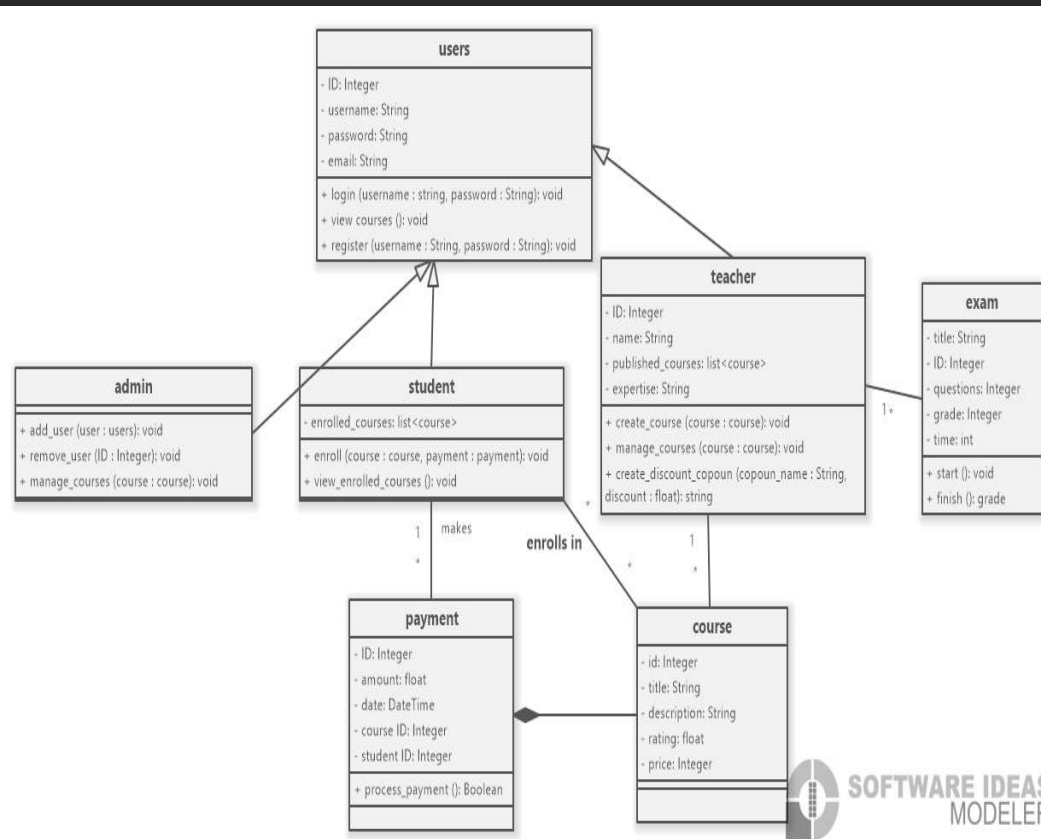 users
- ID: Integer
- username: String
- password: String
- email: String
+ login (username : string, password : String): void
+ view courses (): void
+ register (username : String, password : String): void
teacher
- ID: Integer
- name: String
- published_courses: list<course>
- expertise: String
+ create_course (course : course): void
+ manage_courses (course : course): void
+ create_discount_copoun (copoun_name : String,
discount : float): string
exam
- title: String
- ID: Integer
- questions: Integer
- grade: Integer
- time: int
+ start (): void
+ finish (): grade
1*
admin
+ add_user (user : users): void
+ remove_user (ID : Integer): void
+ manage_courses (course : course): void
student
- enrolled_courses: list<course>
+ enroll (course : course, payment : payment): void
+ view_enrolled_courses (): void
1
makes
*
*
enrolls in
*
1
*
payment
- ID: Integer
- amount: float
- date: DateTime
- course ID: Integer
- student ID: Integer
+ process_payment (): Boolean
course
- id: Integer
- title: String
- description: String
- rating: float
- price: Integer
SOFTWARE IDEAS
MODELER